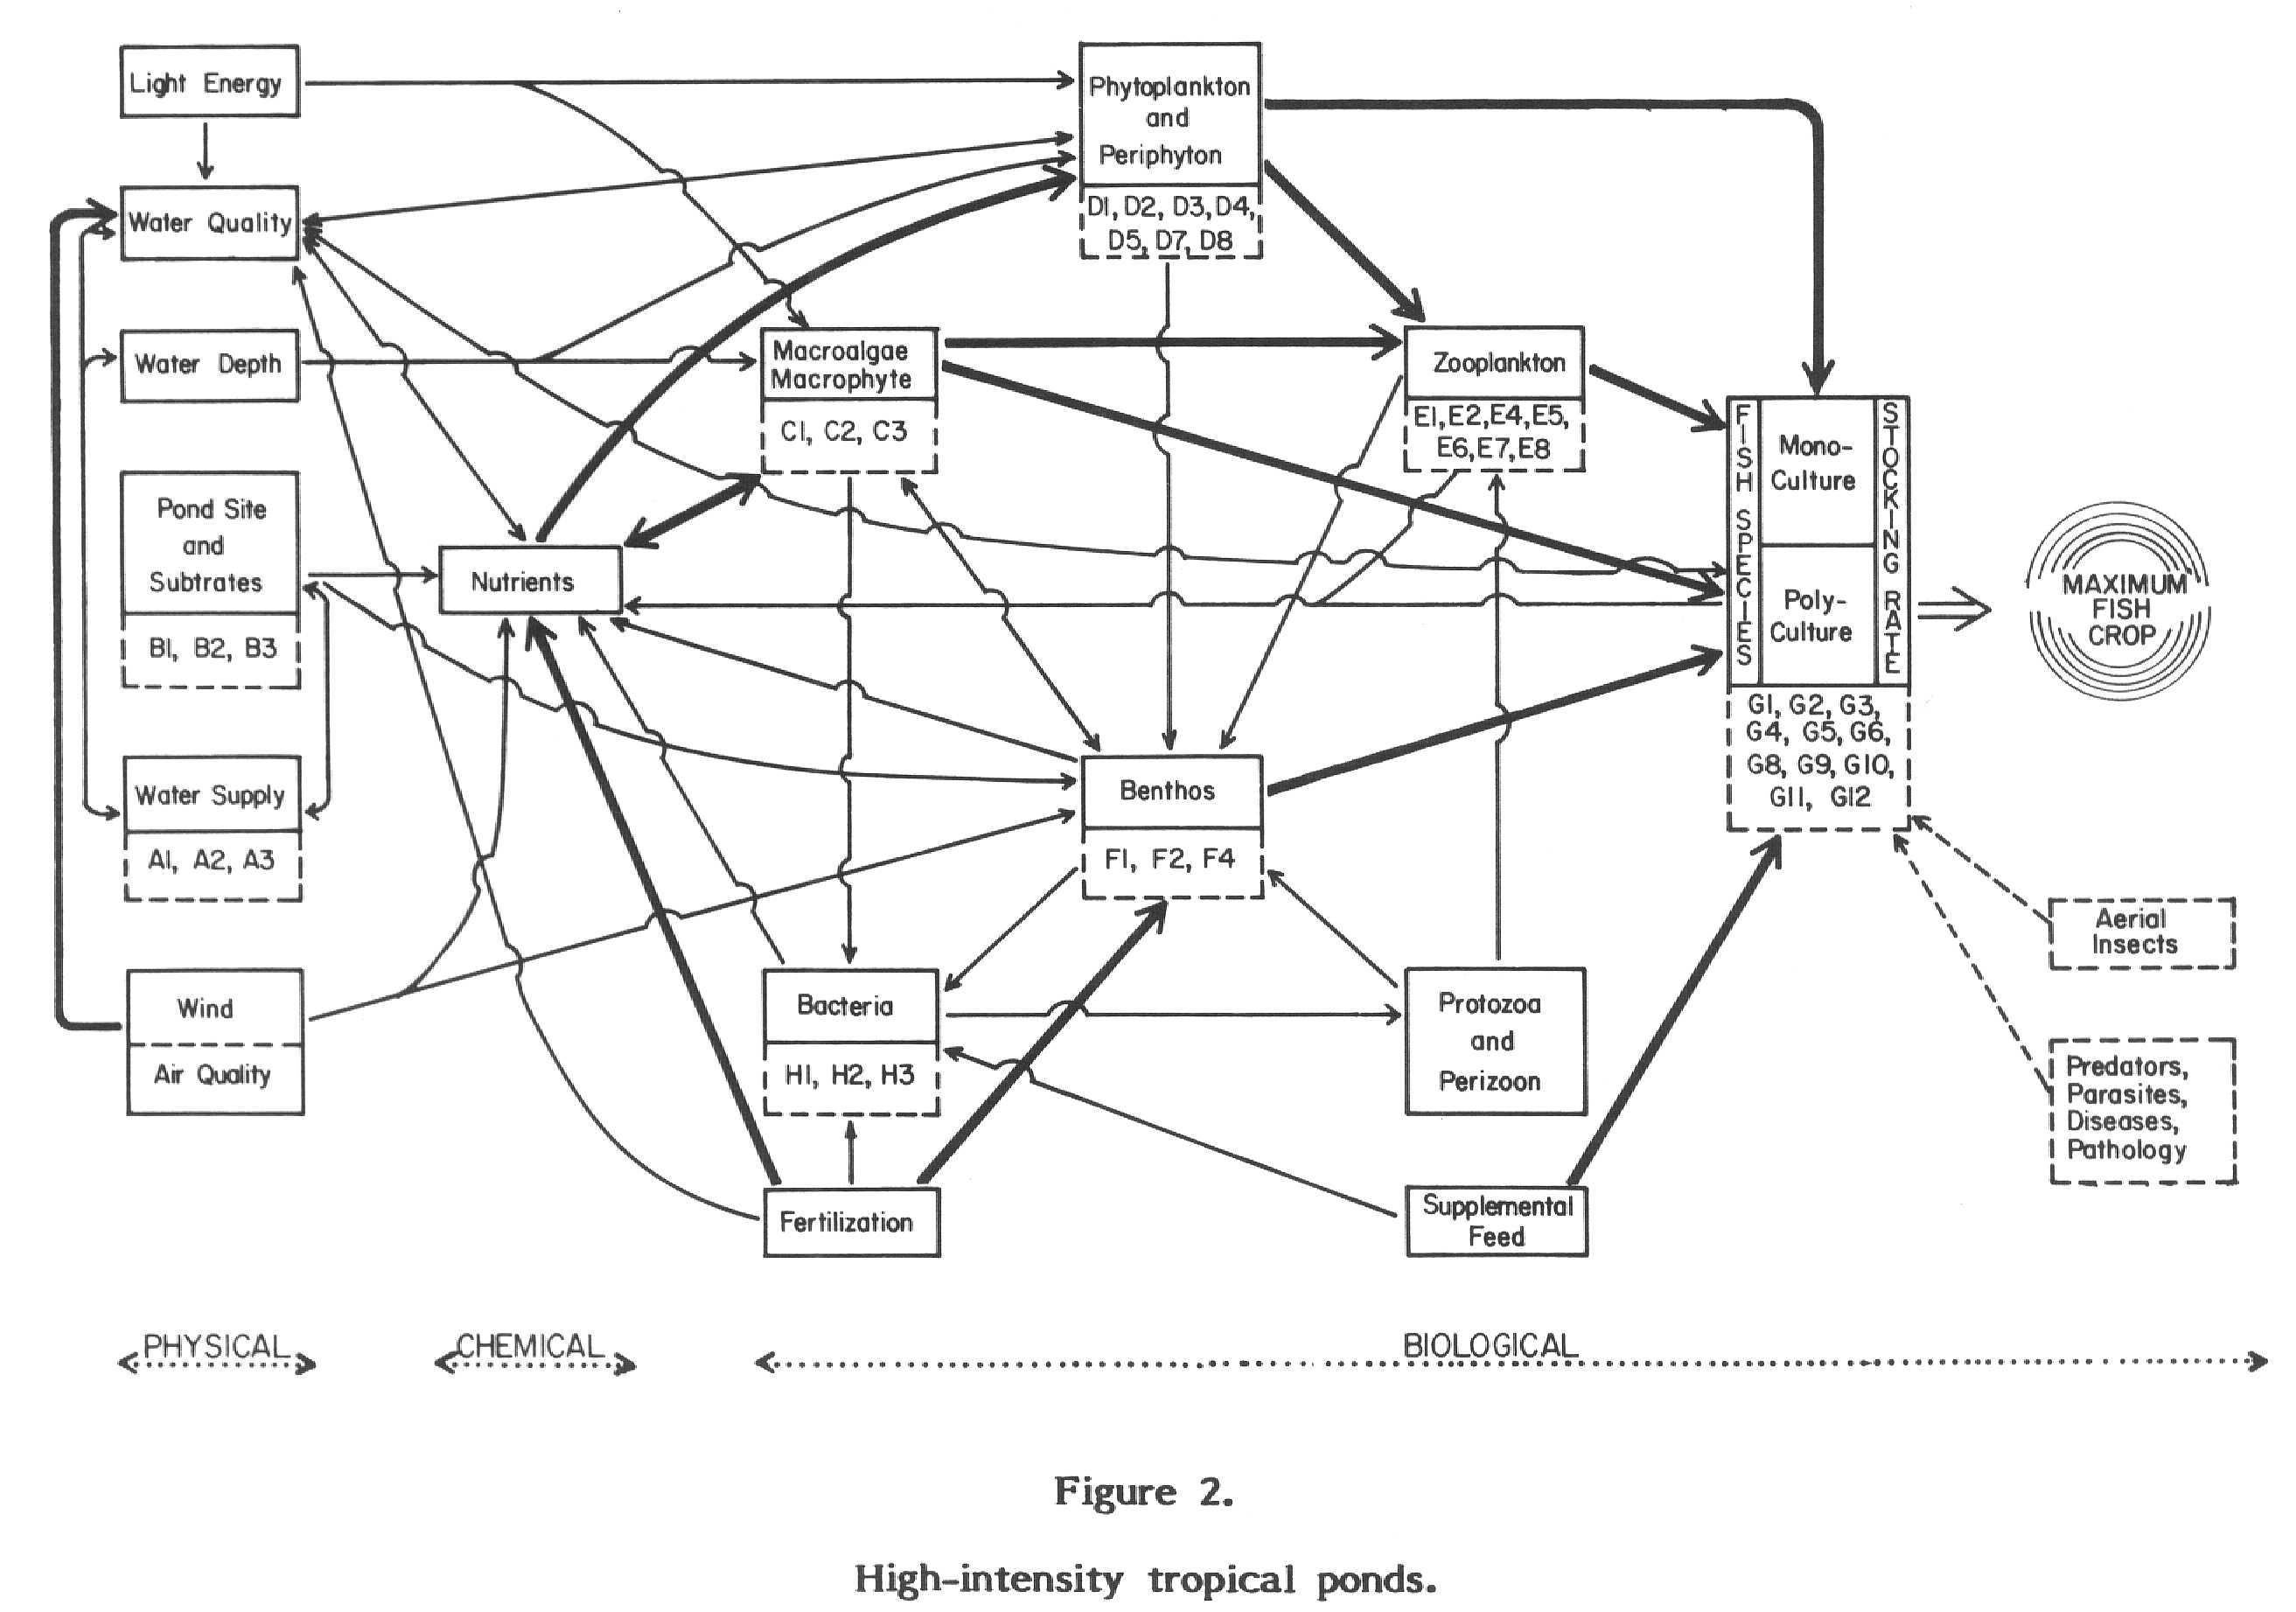 Light Energy
Water Quality
Water Depth
Pond Site
and
Subtrates
B1, B2, B3
Water Supply
A1, A2, A3
Wind
Air Quality
Nutrients
Macroalgae
Macrophyte
C1, C2, C3
Bacteria
H1, H2, H3
Fertilization
Phytoplankton
and
Periphyton
D1, D2, D3, D4,
D5, D7, D8
Benthos
F1, F2, F4
Zooplankton
E1, E2, E4, E5,
E6, E7, E8
Protozoa
and
Perizoon
Supplemental
Feed
FISH SPECIES
Mono-
Culture
Poly-
Culture
STOCKING RATE
G1, G2, G3,
G4, G5, G6,
G8, G9, G10,
G11, G12
MAXIMUM
FISH
CROP
Aerial
Insects
Predators,
Parasites,
Diseases,
Pathology
PHYSICAL
CHEMICAL
BIOLOGICAL
Figure 2.
High-intensity tropical ponds.